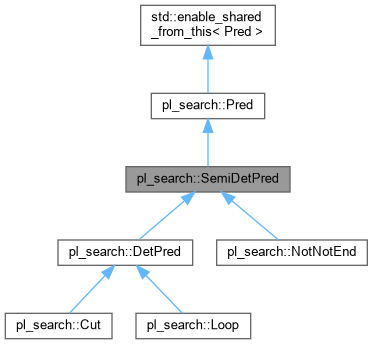 std::enable_shared
_from_this< Pred >
pl_search::Pred
pl_search::SemiDetPred
pl_search::DetPred
pl_search::NotNotEnd
pl_search::Cut
pl_search::Loop